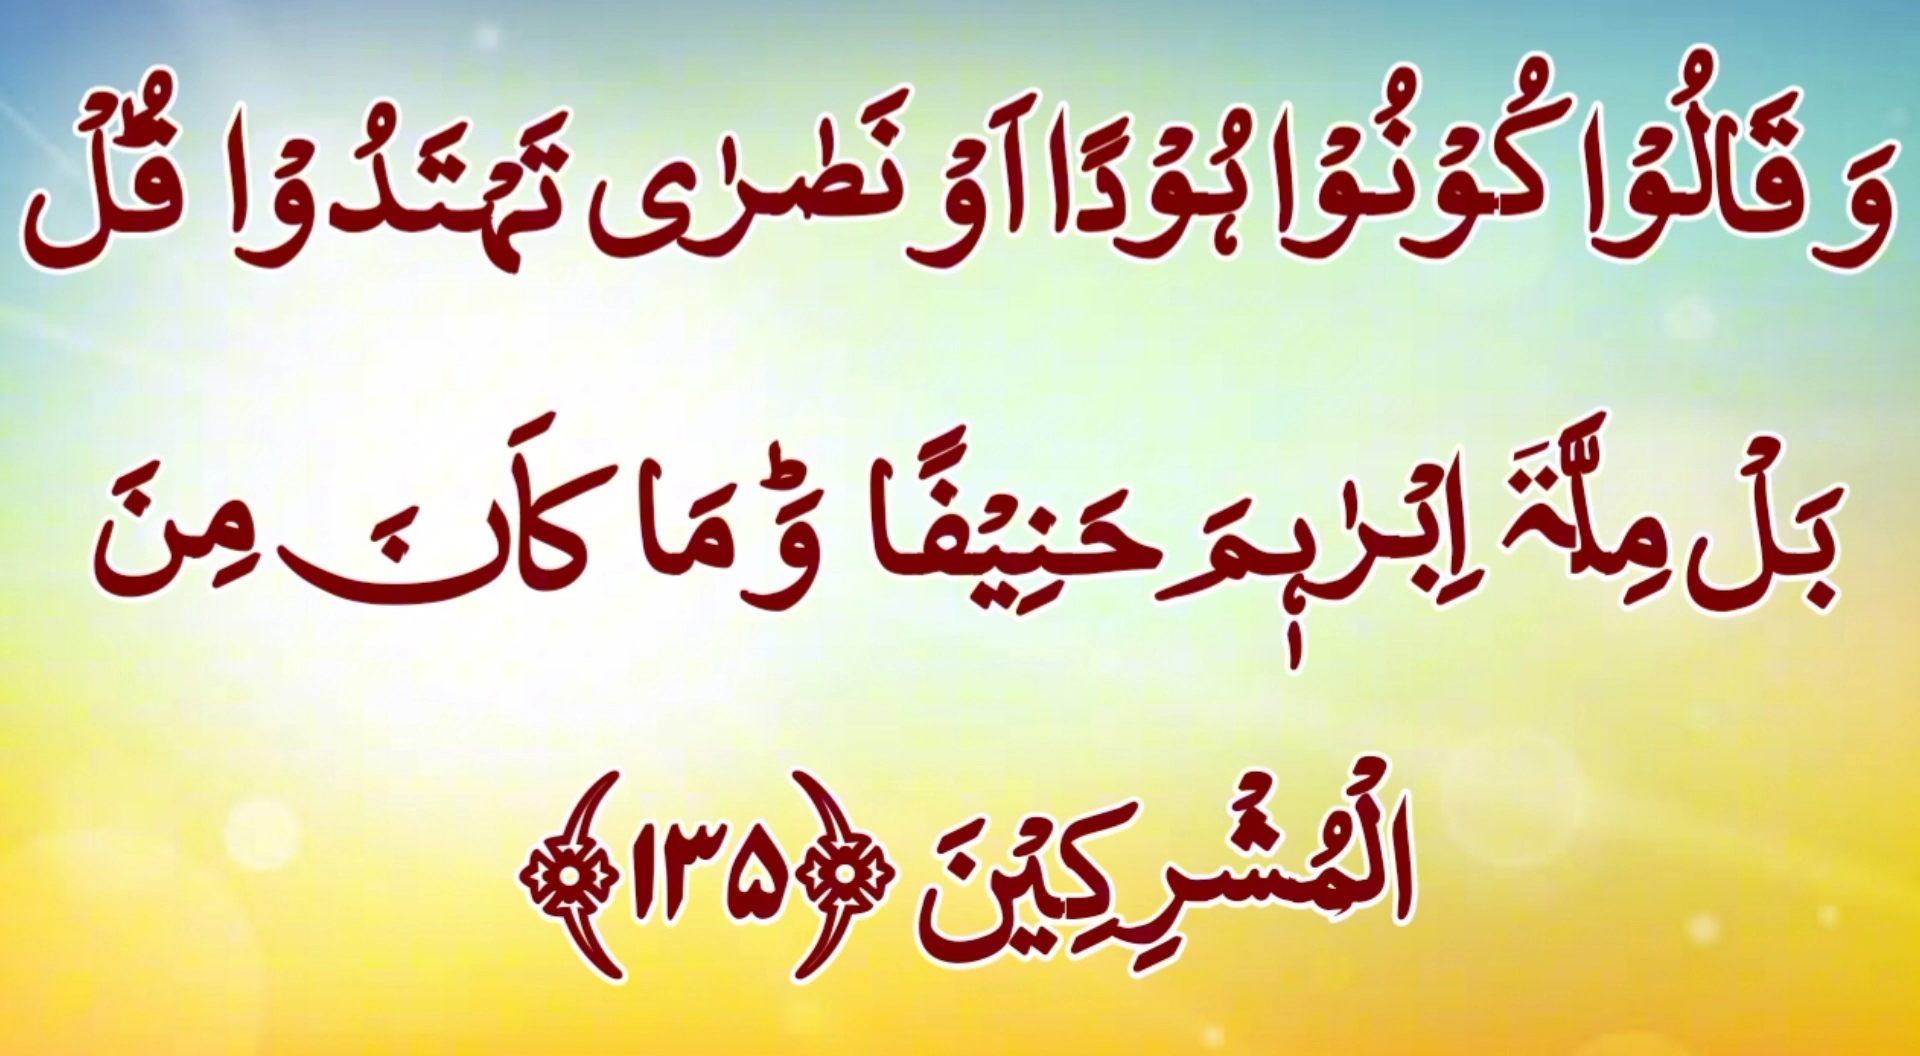 وَ قَالُوۡا کُوۡنُوۡا ہُوۡدًا اَوۡ نَصٰرٰی تَہۡتَدُوۡا ؕ قُلۡ
بَلۡ مِلَّۃَ اِبۡرٰہٖمَ حَنِیۡفًا ؕ وَ مَا کَانَ مِنَ
الۡمُشۡرِکِیۡنَ ﴿۱۳۵﴾